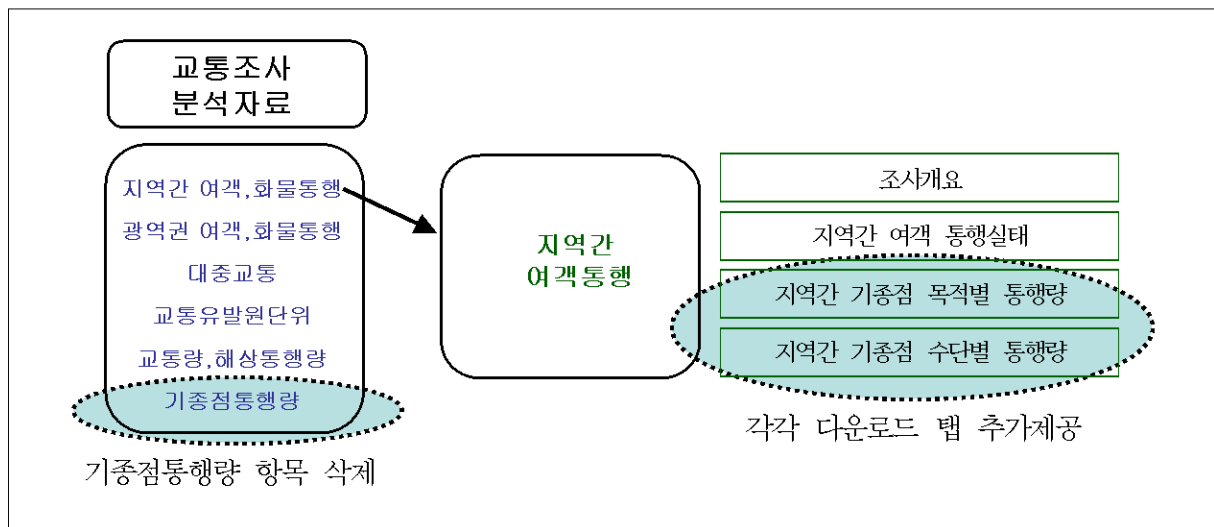 교통조사
분석자료
지역간 여객,화물통행
광역권 여객,화물통행
대중교통
교통유발원단위
교통량,해상통행량
기종점통행량
기종점통행량 항목 삭제
지역간
여객통행
조사개요
지역간 여객 통행실태
지역간 기종점 목적별 통행량
지역간 기종점 수단별 통행량
각각 다운로드 탭 추가제공